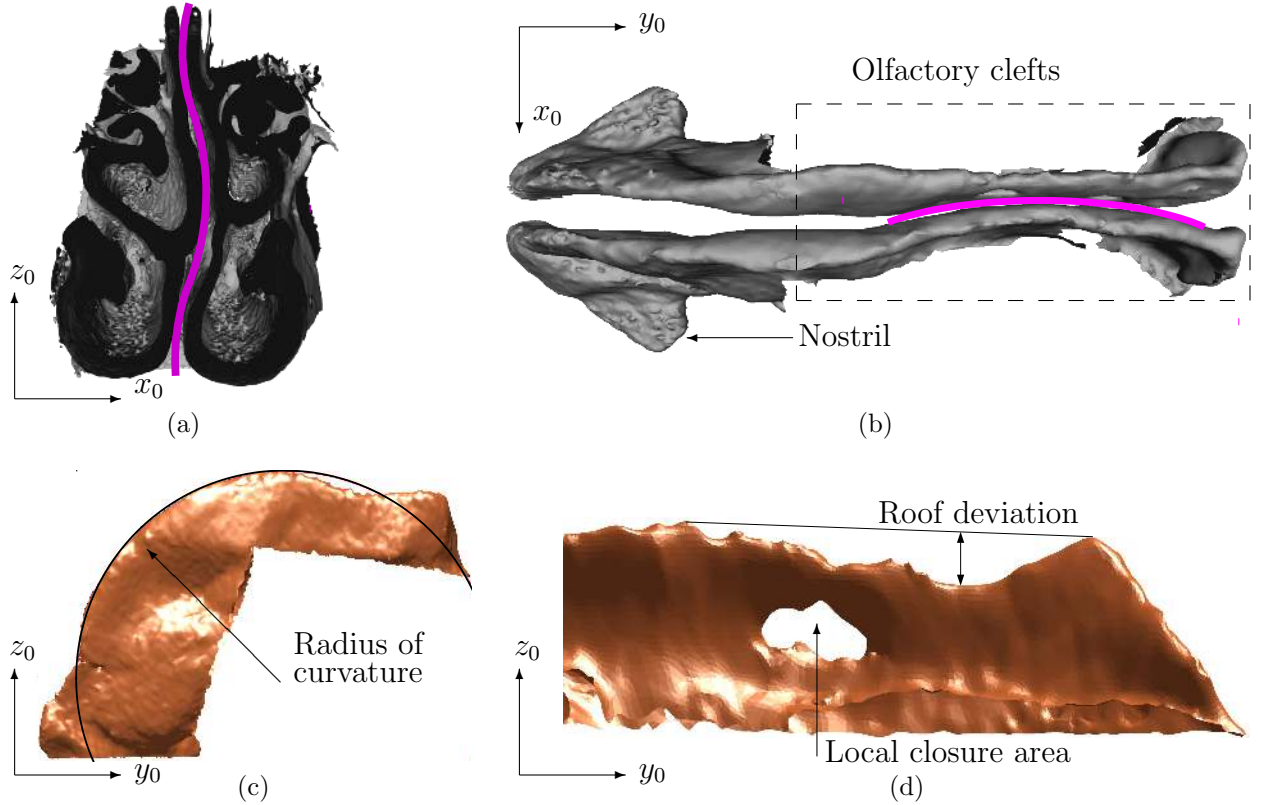 z₀
x₀
(a)
y₀
x₀
Olfactory clefts
Nostril
(b)
z₀
y₀
Radius of
curvature
(c)
z₀
y₀
Roof deviation
Local closure area
(d)